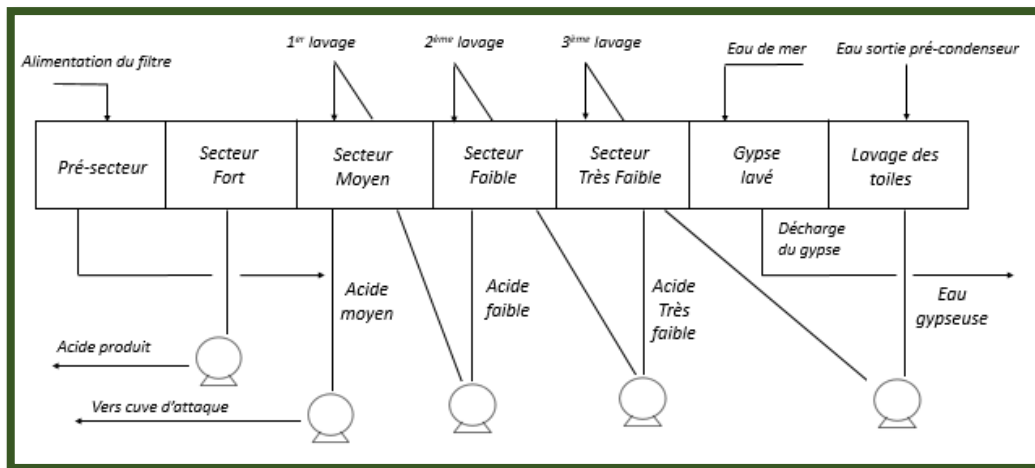 Alimentation du filtre
1er lavage
2ème lavage
3ème lavage
Eau de mer
Eau sortie pré-condenseur
Pré-secteur
Secteur
Fort
Secteur
Moyen
Secteur
Faible
Secteur
Très Faible
Gypse
lavé
Lavage des
toiles
Décharge
du gypse
Acide
moyen
Acide
faible
Acide
Très
faible
Eau
gypseuse
Acide produit
Vers cuve d'attaque